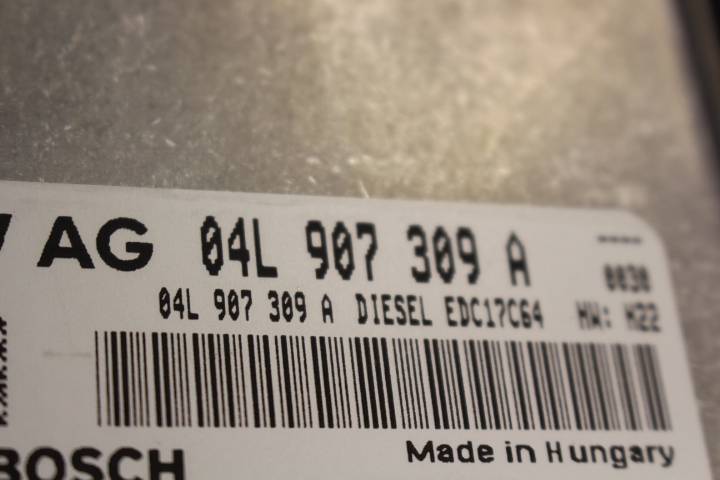 AG 04L 907 309 A ----
0030
04L 907 309 A DIESEL EDC17C64 HW: H22
BOSCH
Made in Hungary